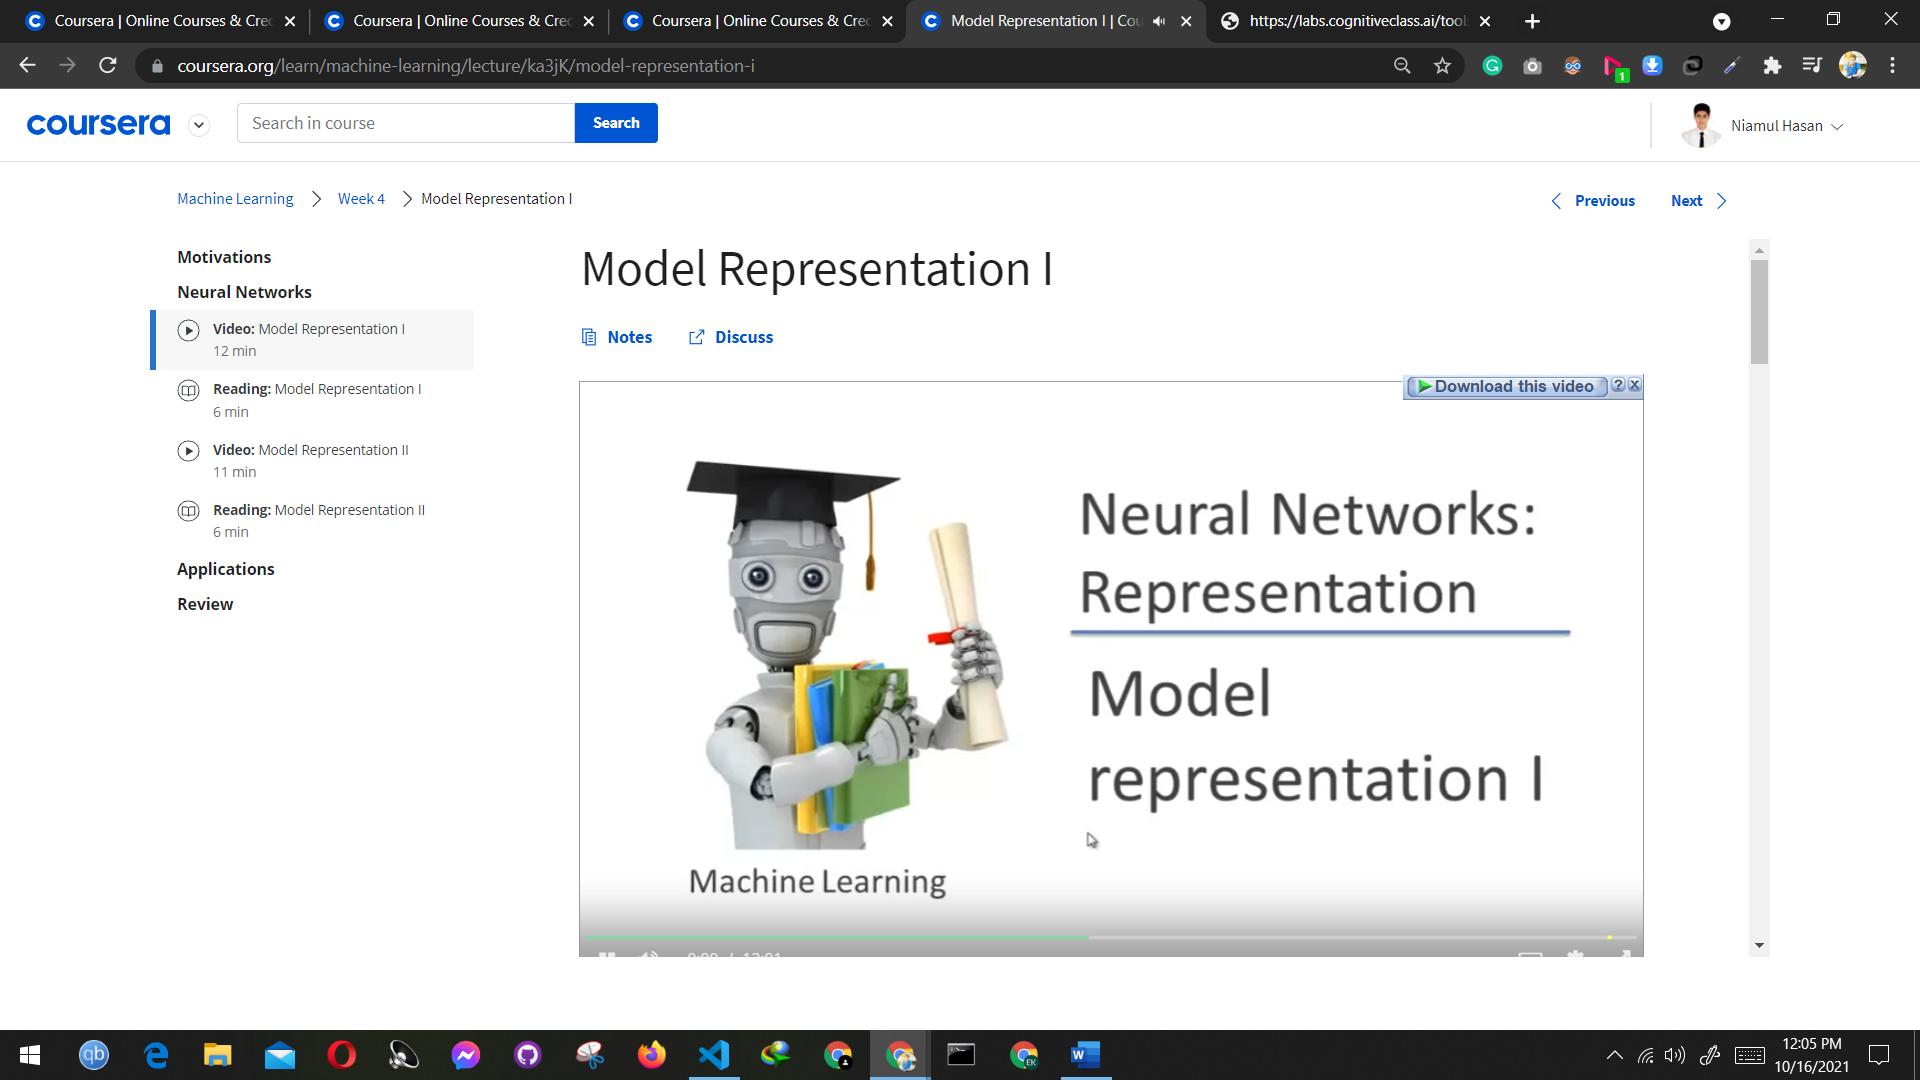 Coursera | Online Courses & Cre
Coursera | Online Courses & Cre
Coursera | Online Courses & Cre
Model Representation I | Cou
https://labs.cognitiveclass.ai/tool
coursera.org/learn/machine-learning/lecture/ka3jK/model-representation-i
1
coursera
Search in course
Search
Niamul Hasan
Machine Learning
Week 4
Model Representation I
Previous
Next
Motivations
Neural Networks
Video: Model Representation I
12 min
Reading: Model Representation I
6 min
Video: Model Representation II
11 min
Reading: Model Representation II
6 min
Applications
Review
Model Representation I
Notes
Discuss
Download this video
Neural Networks:
Representation
Model
representation I
Machine Learning
qb
EK
12:05 PM
10/16/2021